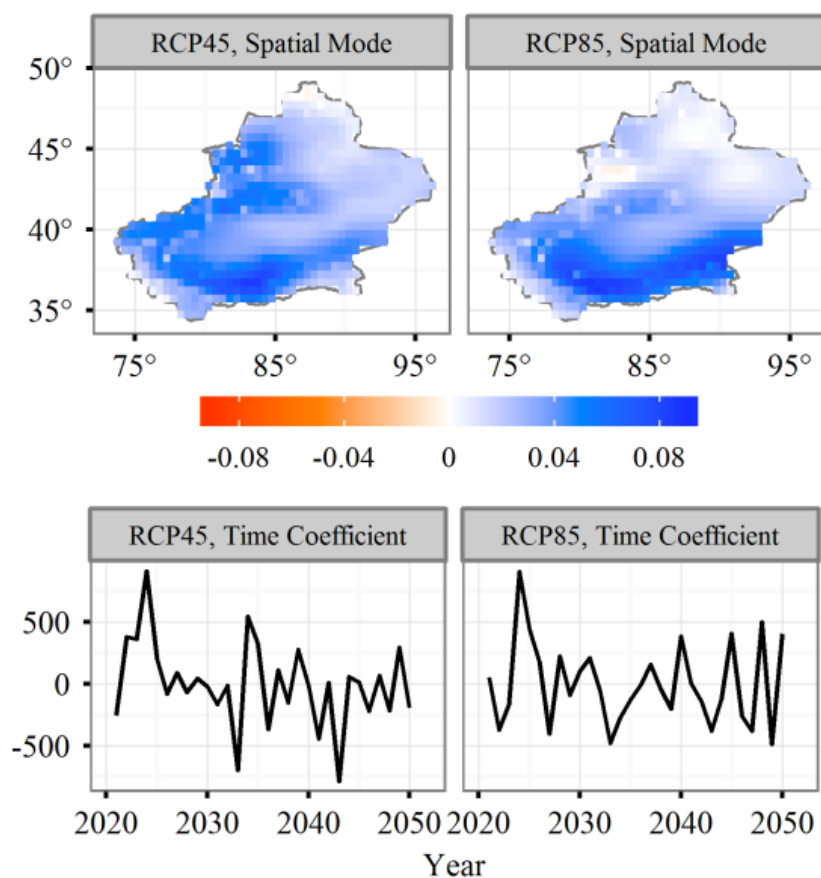 RCP45, Spatial Mode RCP85, Spatial Mode
50°
45°
40°
35°
75° 85° 95° 75° 85° 95°
-0.08 -0.04 0 0.04 0.08
RCP45, Time Coefficient RCP85, Time Coefficient
500
0
-500
2020 2030 2040 2050 2020 2030 2040 2050
Year